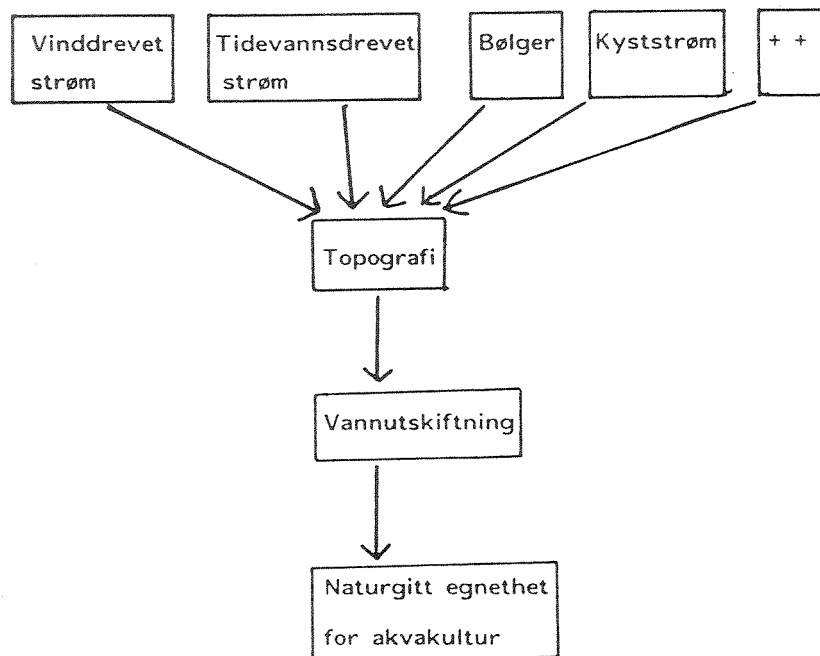 Vinddrevet
strøm
Tidevannsdrevet
strøm
Bølger
Kyststrøm
+ +
Topografi
Vannutskiftning
Naturgitt egnethet
for akvakultur